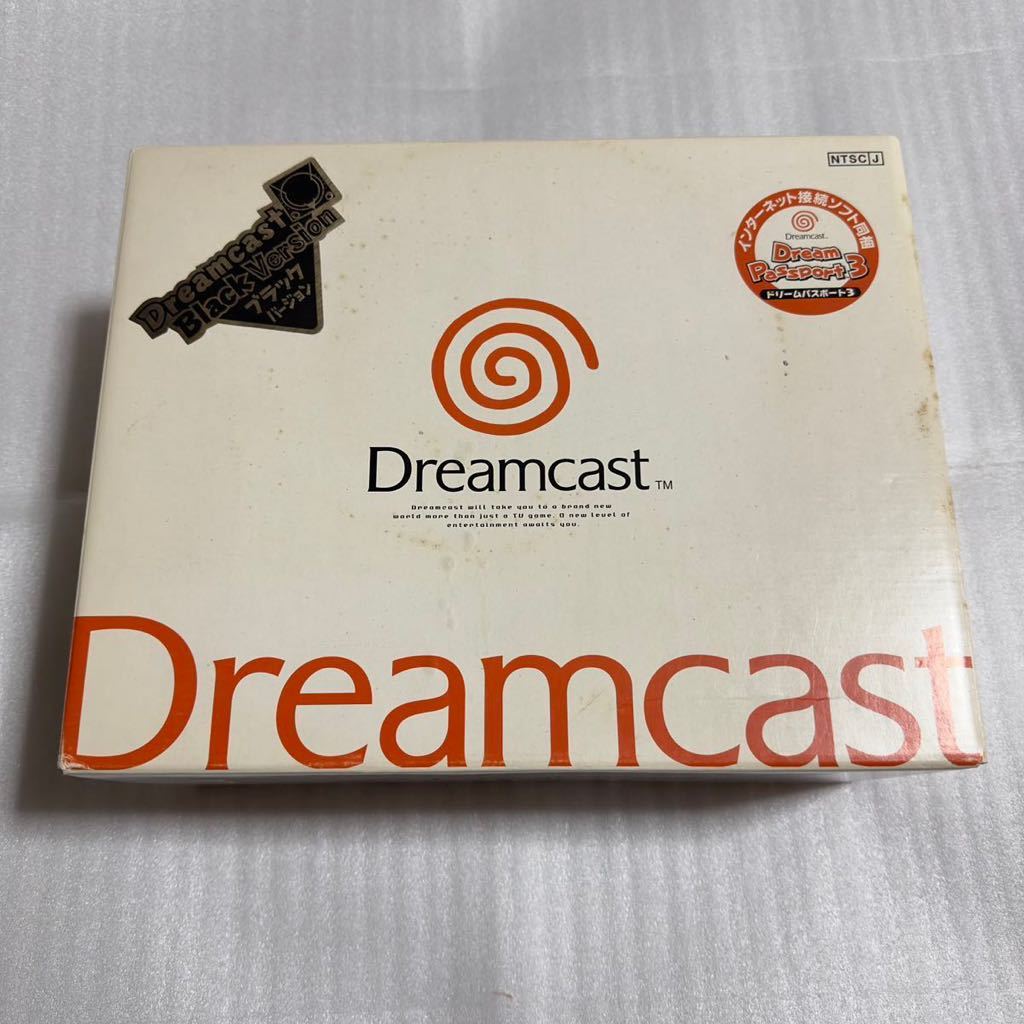 Dreamcast
Black Version
ブラック
バージョン
NTSC J
インターネット接続ソフト同梱
Dreamcast
Dream
Passport 3
ドリームパスポート3
Dreamcast TM
Dreamcast will take you to a brand new
world more than just a TV game. A new level of
entertainment awaits you.
Dreamcast